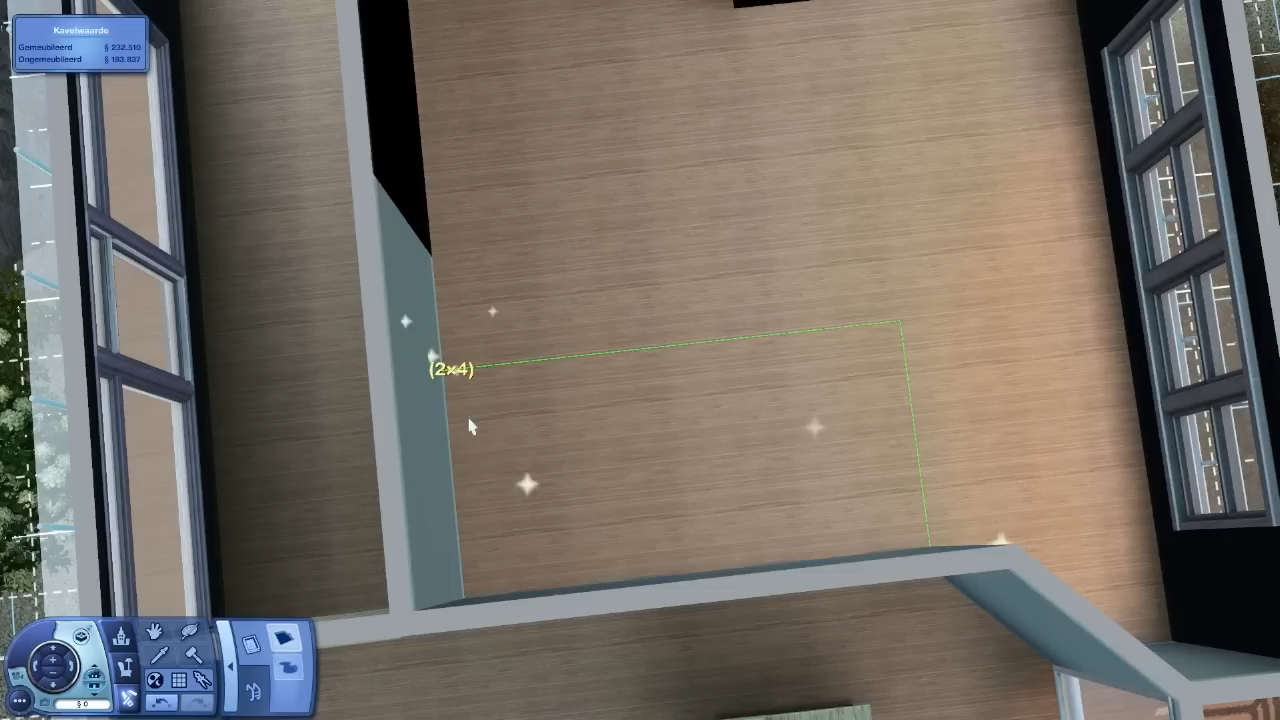 Kavelwaarde
Gemeubileerd § 232.510
Ongemeubileerd § 183.837
(2x4)
§ 0